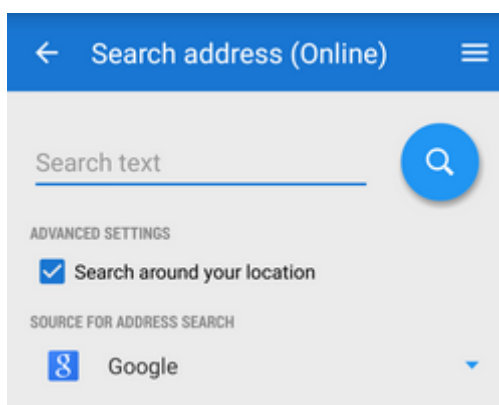 Search address (Online)
Search text
ADVANCED SETTINGS
Search around your location
SOURCE FOR ADDRESS SEARCH
8 Google